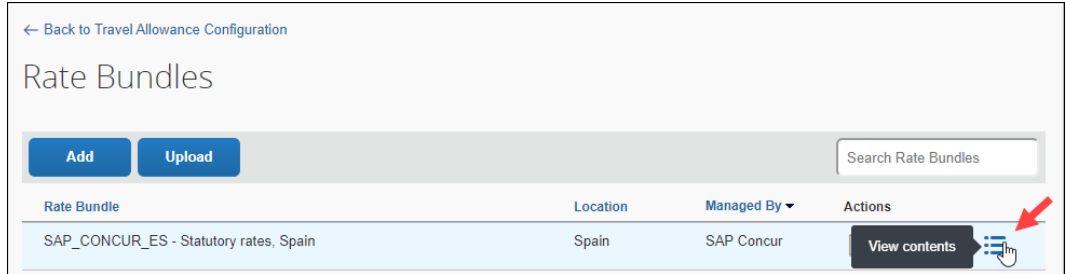 ← Back to Travel Allowance Configuration
Rate Bundles
Add Upload Search Rate Bundles
Rate Bundle Location Managed By Actions
SAP_CONCUR_ES - Statutory rates, Spain Spain SAP Concur View contents